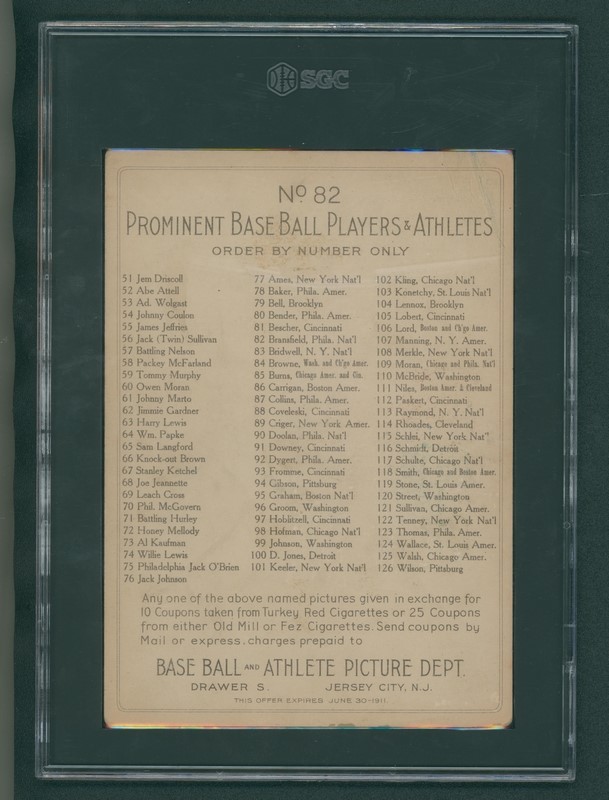 SGC
Nº 82
PROMINENT BASE BALL PLAYERS & ATHLETES
ORDER BY NUMBER ONLY
51 Jem Driscoll
52 Abe Attell
53 Ad. Wolgast
54 Johnny Coulon
55 James Jeffries
56 Jack (Twin) Sullivan
57 Battling Nelson
58 Packey McFarland
59 Tommy Murphy
60 Owen Moran
61 Johnny Marto
62 Jimmie Gardner
63 Harry Lewis
64 Wm. Papke
65 Sam Langford
66 Knock-out Brown
67 Stanley Ketchel
68 Joe Jeannette
69 Leach Cross
70 Phil. McGovern
71 Battling Hurley
72 Honey Mellody
73 Al Kaufman
74 Willie Lewis
75 Philadelphia Jack O'Brien
76 Jack Johnson
77 Ames, New York Nat'l
78 Baker, Phila. Amer.
79 Bell, Brooklyn
80 Bender, Phila. Amer.
81 Bescher, Cincinnati
82 Bransfield, Phila. Nat'l
83 Bridwell, N. Y. Nat'l
84 Browne, Wash. and Ch'go Amer.
85 Burns, Chicago Amer. and Cin.
86 Carrigan, Boston Amer.
87 Collins, Phila. Amer.
88 Coveleski, Cincinnati
89 Criger, New York Amer.
90 Doolan, Phila. Nat'l
91 Downey, Cincinnati
92 Dygert, Phila. Amer.
93 Fromme, Cincinnati
94 Gibson, Pittsburg
95 Graham, Boston Nat'l
96 Groom, Washington
97 Hoblitzell, Cincinnati
98 Hofman, Chicago Nat'l
99 Johnson, Washington
100 D. Jones, Detroit
101 Keeler, New York Nat'l
102 Kling, Chicago Nat'l
103 Konetchy, St. Louis Nat'l
104 Lennox, Brooklyn
105 Lobert, Cincinnati
106 Lord, Boston and Ch'go Amer.
107 Manning, N. Y. Amer.
108 Merkle, New York Nat'l
109 Moran, Chicago and Phila. Nat'l
110 McBride, Washington
111 Niles, Boston Amer. & Cleveland
112 Paskert, Cincinnati
113 Raymond, N. Y. Nat'l
114 Rhoades, Cleveland
115 Schlei, New York Nat"
116 Schmidt, Detroit
117 Schulte, Chicago Nat'l
118 Smith, Chicago and Boston Amer.
119 Stone, St. Louis Amer.
120 Street, Washington
121 Sullivan, Chicago Amer.
122 Tenney, New York Nat'l
123 Thomas, Phila. Amer.
124 Wallace, St. Louis Amer.
125 Walsh, Chicago Amer.
126 Wilson, Pittsburg
Any one of the above named pictures given in exchange for
10 Coupons taken from Turkey Red Cigarettes or 25 Coupons
from either Old Mill or Fez Cigarettes. Send coupons by
Mail or express, charges prepaid to
BASE BALL AND ATHLETE PICTURE DEPT.
DRAWER S. JERSEY CITY, N.J.
THIS OFFER EXPIRES JUNE 30-1911.